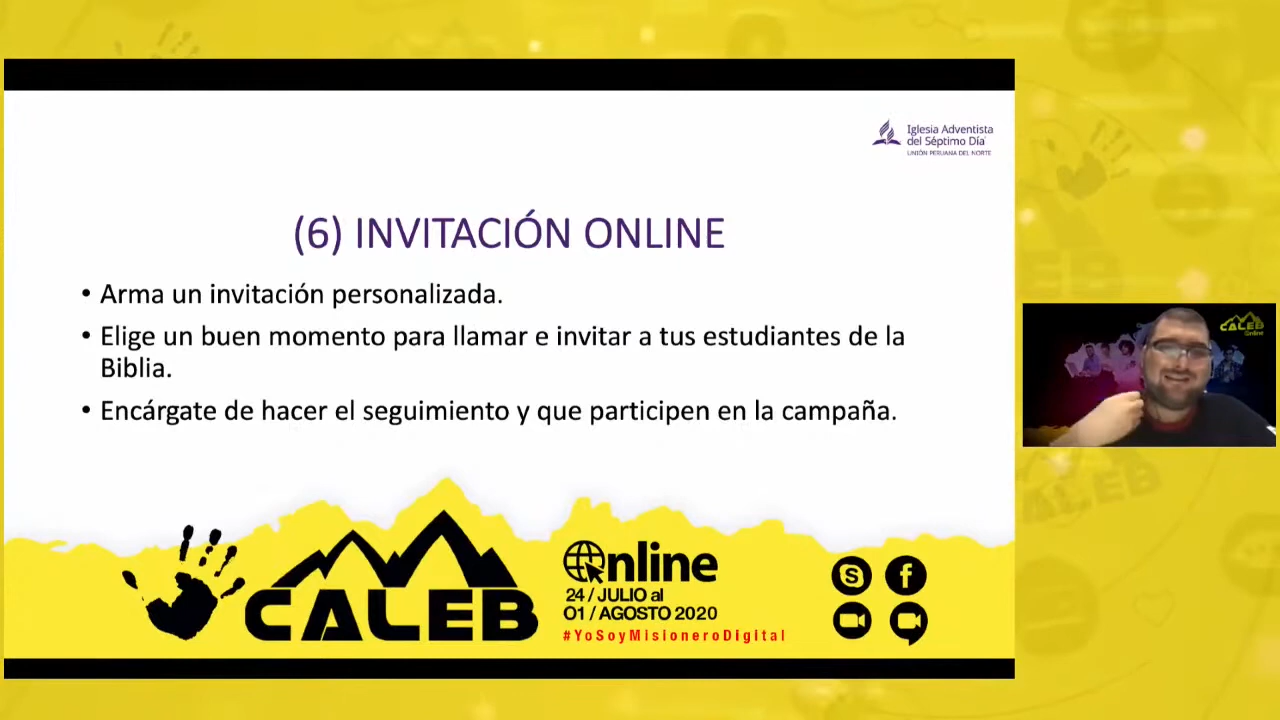 Iglesia Adventista
del Séptimo Día
UNIÓN PERUANA DEL NORTE
(6) INVITACIÓN ONLINE
• Arma un invitación personalizada.
• Elige un buen momento para llamar e invitar a tus estudiantes de la
Biblia.
• Encárgate de hacer el seguimiento y que participen en la campaña.
CALEB
Online
CALEB
Online
24 / JULIO al
01 / AGOSTO 2020
#YoSoyMisioneroDigital
CALEB